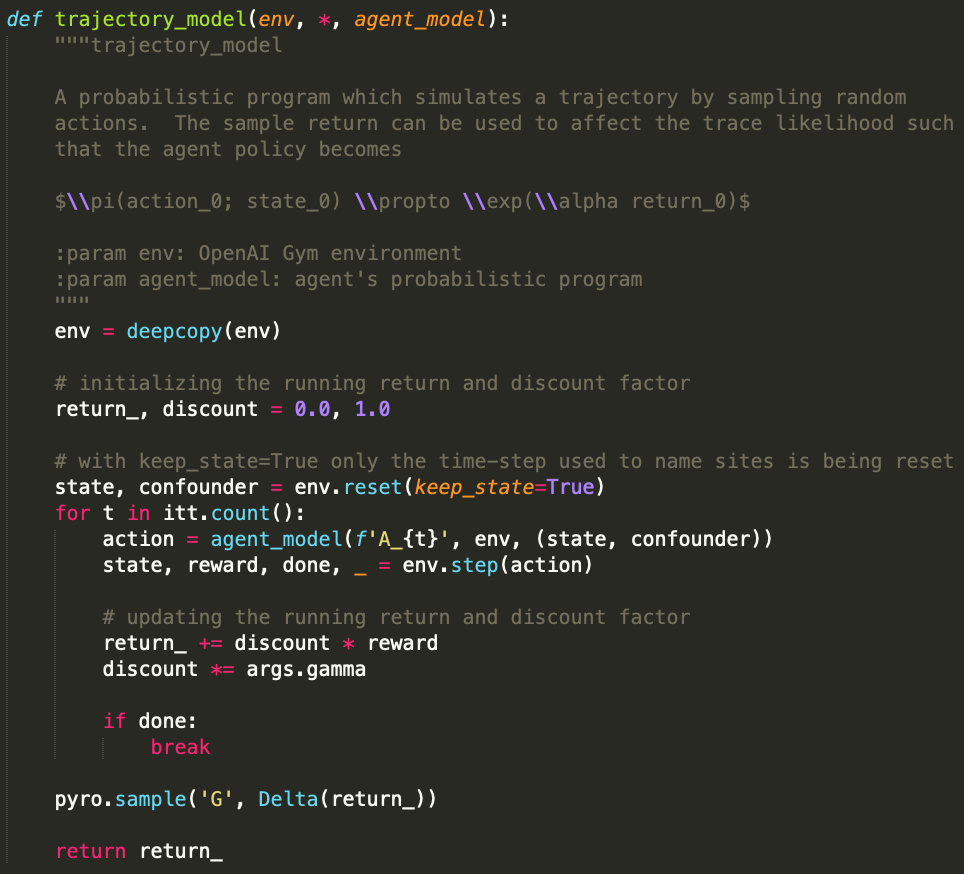 def trajectory_model(env, *, agent_model):
    """trajectory_model

    A probabilistic program which simulates a trajectory by sampling random
    actions.  The sample return can be used to affect the trace likelihood such
    that the agent policy becomes

    $\\pi(action_0; state_0) \\propto \\exp(\\alpha return_0)$

    :param env: OpenAI Gym environment
    :param agent_model: agent's probabilistic program
    """
    env = deepcopy(env)

    # initializing the running return and discount factor
    return_, discount = 0.0, 1.0

    # with keep_state=True only the time-step used to name sites is being reset
    state, confounder = env.reset(keep_state=True)
    for t in itt.count():
        action = agent_model(f'A_{t}', env, (state, confounder))
        state, reward, done, _ = env.step(action)

        # updating the running return and discount factor
        return_ += discount * reward
        discount *= args.gamma

        if done:
            break

    pyro.sample('G', Delta(return_))

    return return_